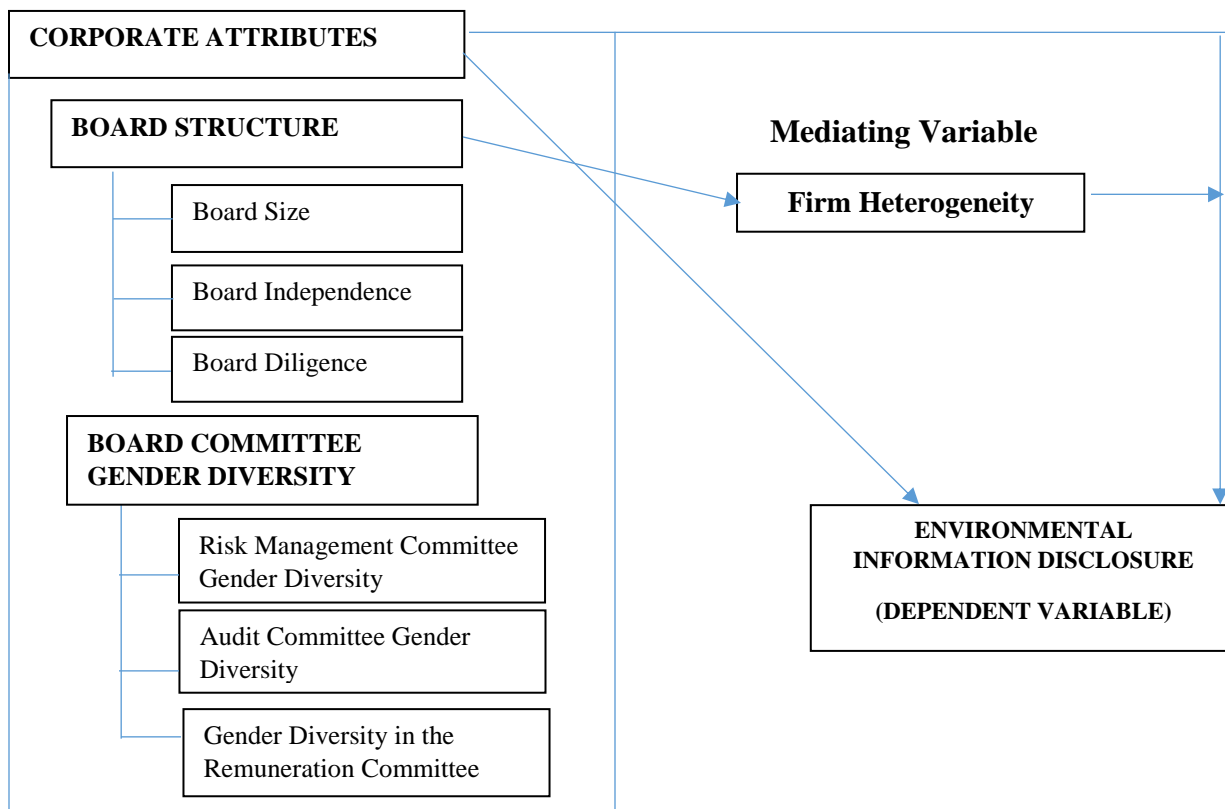 CORPORATE ATTRIBUTES
BOARD STRUCTURE
Board Size
Board Independence
Board Diligence
BOARD COMMITTEE
GENDER DIVERSITY
Risk Management Committee
Gender Diversity
Audit Committee Gender
Diversity
Gender Diversity in the
Remuneration Committee
Mediating Variable
Firm Heterogeneity
ENVIRONMENTAL
INFORMATION DISCLOSURE
(DEPENDENT VARIABLE)